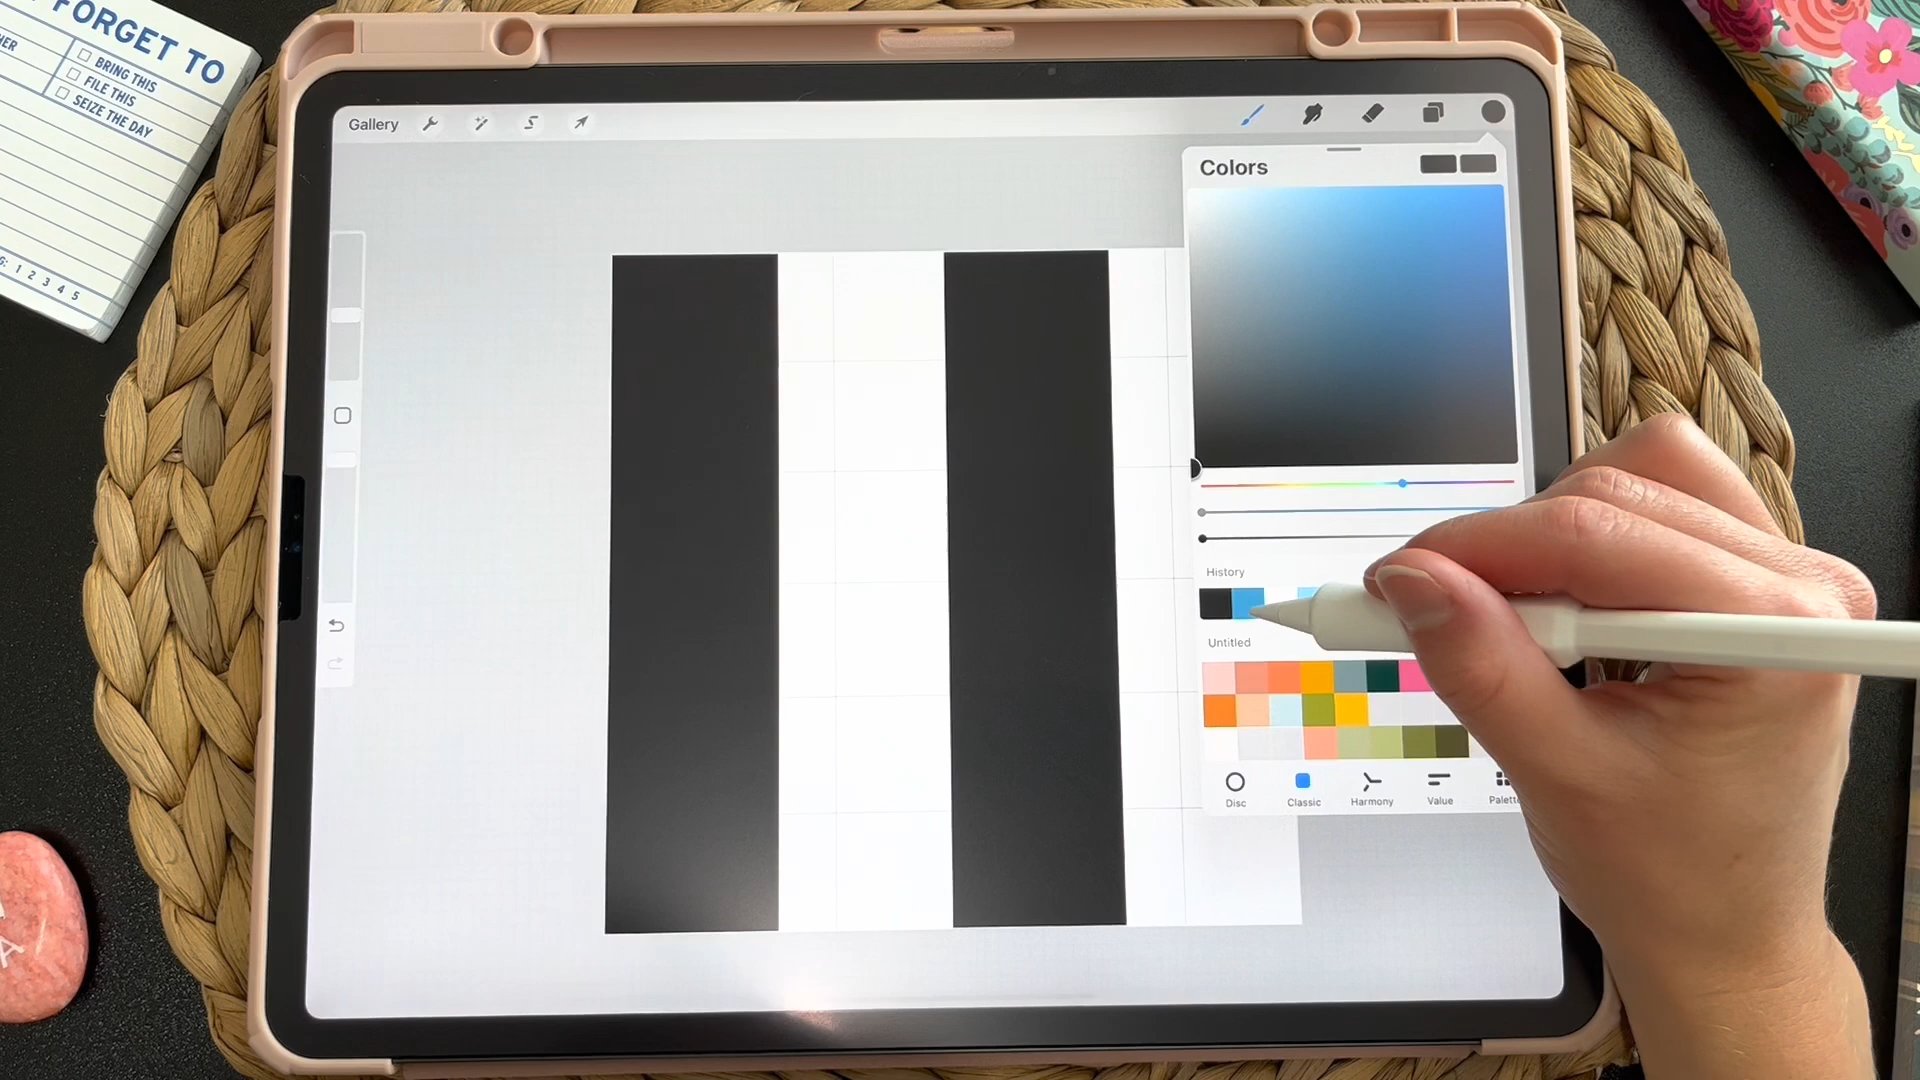 FORGET TO
BRING THIS
FILE THIS
SEIZE THE DAY
1 2 3 4 5
Gallery
Colors
History
Untitled
Disc
Classic
Harmony
Value
A